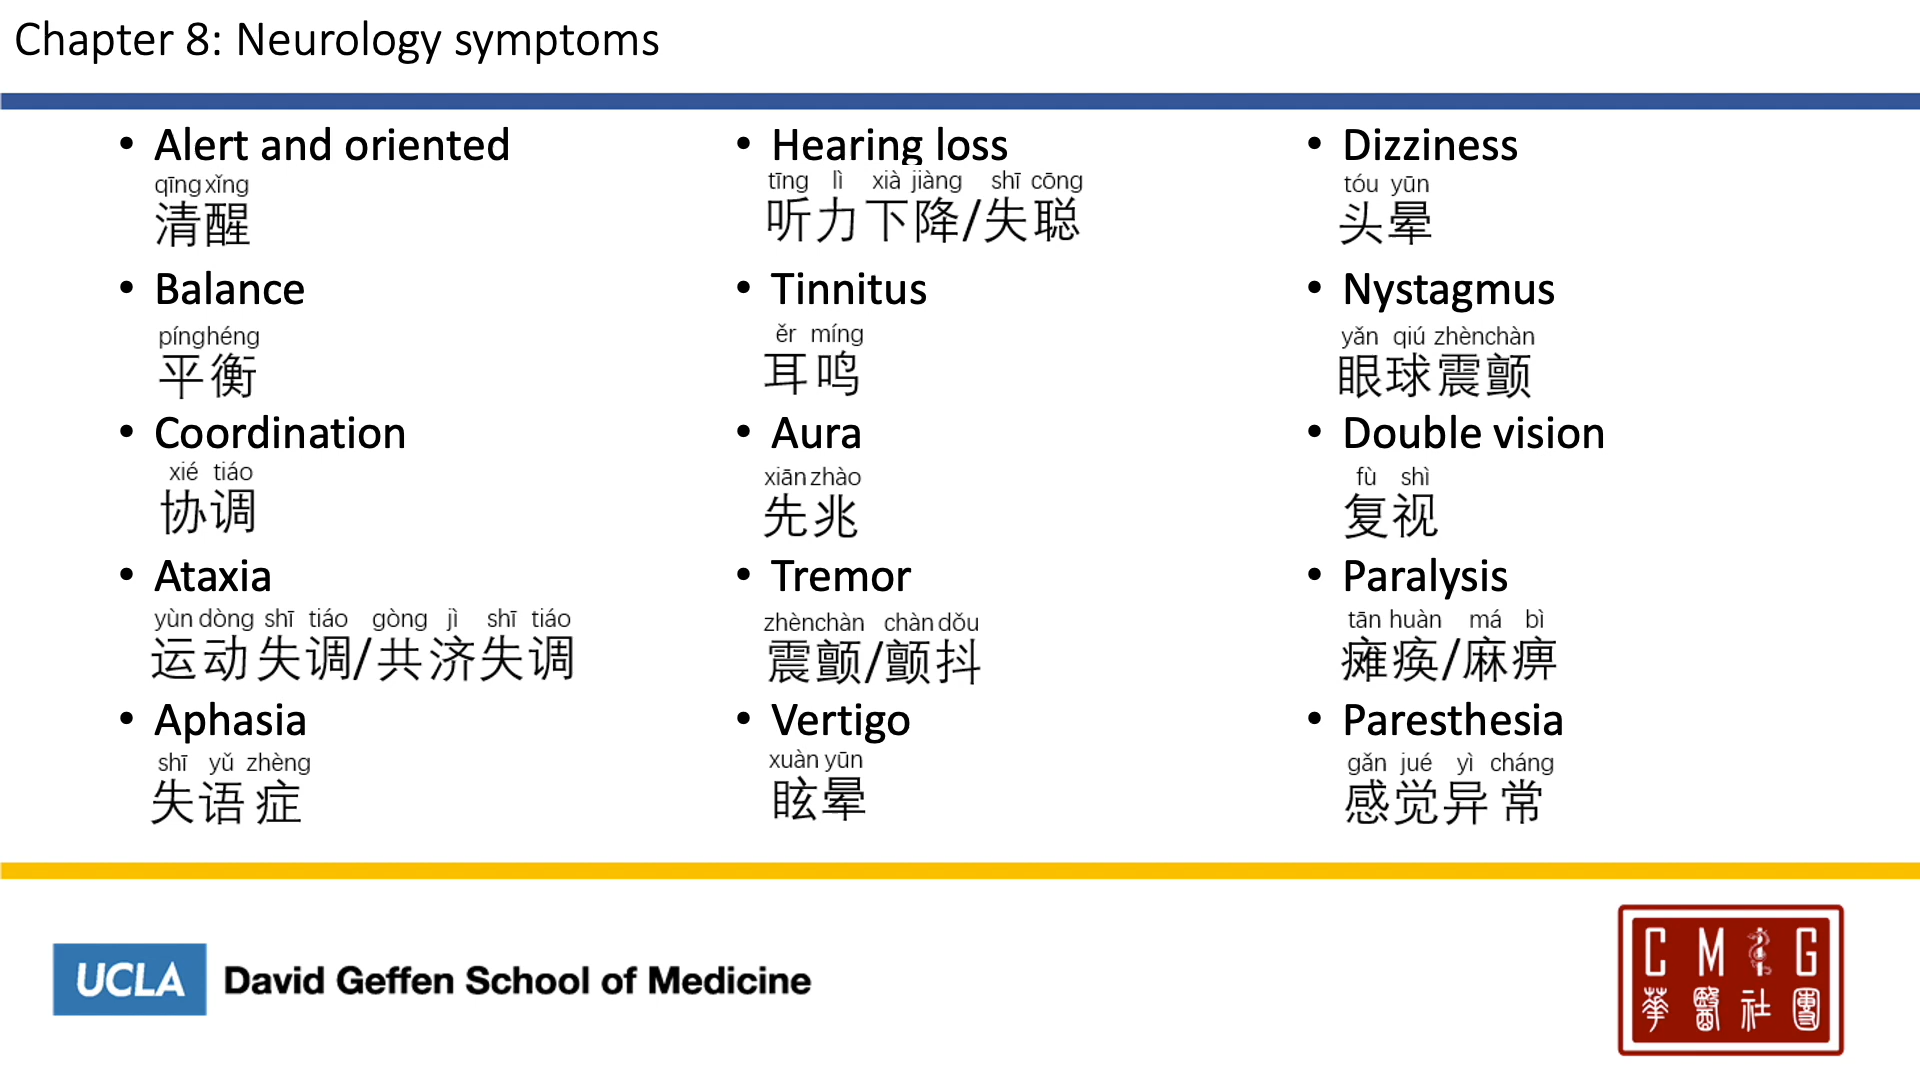 Chapter 8: Neurology symptoms
• Alert and oriented
qīng xǐng
清醒
• Balance
pínghéng
平衡
• Coordination
xié tiáo
协调
• Ataxia
yùn dòng shī tiáo gòng jì shī tiáo
运动失调/共济失调
• Aphasia
shī yǔ zhèng
失语症
• Hearing loss
tīng lì xià jiàng shī cōng
听力下降/失聪
• Tinnitus
ěr míng
耳鸣
• Aura
xiān zhào
先兆
• Tremor
zhènchàn chàn dǒu
震颤/颤抖
• Vertigo
xuàn yūn
眩晕
• Dizziness
tóu yūn
头晕
• Nystagmus
yǎn qiú zhènchàn
眼球震颤
• Double vision
fù shì
复视
• Paralysis
tān huàn má bì
瘫痪/麻痹
• Paresthesia
gǎn jué yì cháng
感觉异常
UCLA David Geffen School of Medicine
CMG
華醫社團